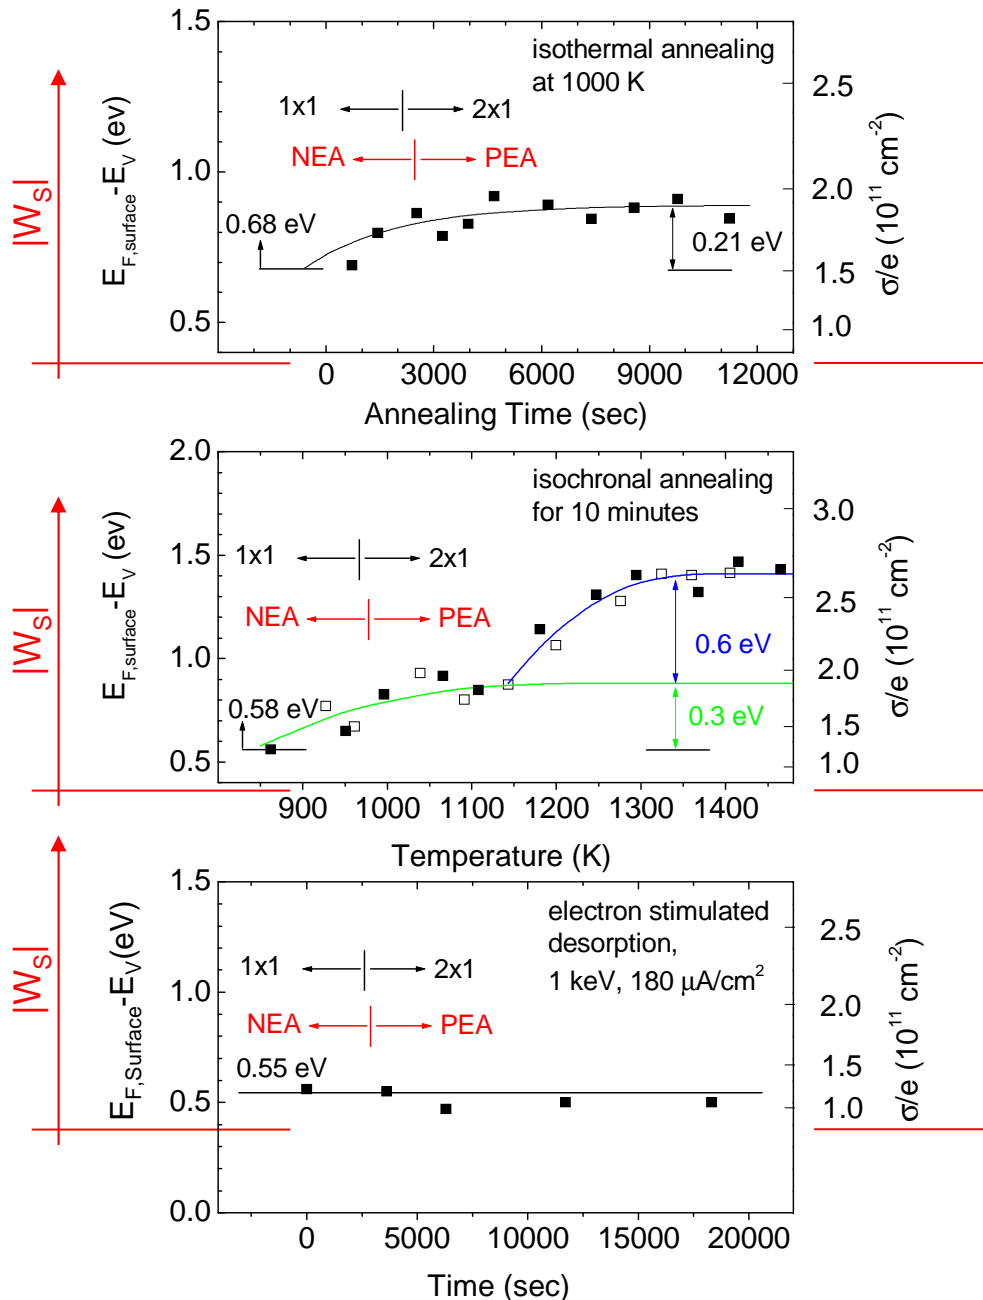 isothermal annealing
at 1000 K
1x1
2x1
NEA
PEA
0.68 eV
0.21 eV
|W_S|
E_F,surface-E_V (ev)
1.5
1.0
0.5
2.5
2.0
1.5
1.0
σ/e (10^11 cm^-2)
0 3000 6000 9000 12000
Annealing Time (sec)
isochronal annealing
for 10 minutes
1x1
2x1
NEA
PEA
0.58 eV
0.6 eV
0.3 eV
|W_S|
E_F,surface-E_V (ev)
2.0
1.5
1.0
0.5
3.0
2.5
2.0
1.5
1.0
σ/e (10^11 cm^-2)
900 1000 1100 1200 1300 1400
Temperature (K)
electron stimulated
desorption,
1 keV, 180 μA/cm^2
1x1
2x1
NEA
PEA
0.55 eV
|W_S|
E_F,Surface-E_V(eV)
1.5
1.0
0.5
0.0
2.5
2.0
1.5
1.0
σ/e (10^11 cm^-2)
0 5000 10000 15000 20000
Time (sec)